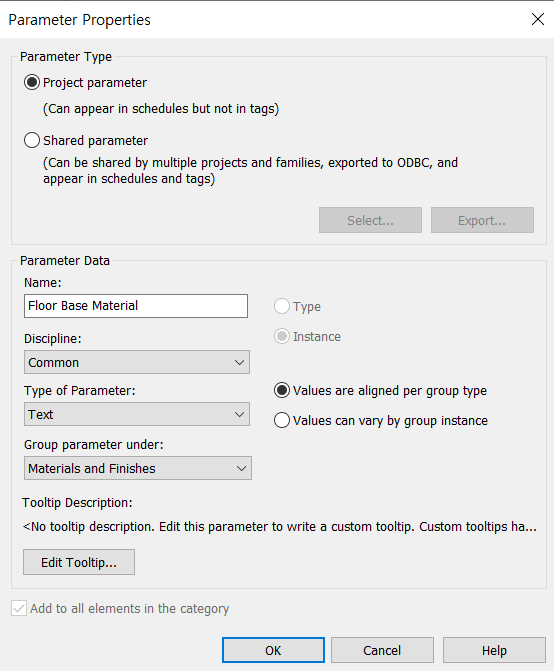 Parameter Properties
Parameter Type
Project parameter
(Can appear in schedules but not in tags)
Shared parameter
(Can be shared by multiple projects and families, exported to ODBC, and
appear in schedules and tags)
Select...
Export...
Parameter Data
Name:
Floor Base Material
Type
Discipline:
Instance
Common
Type of Parameter:
Values are aligned per group type
Text
Values can vary by group instance
Group parameter under:
Materials and Finishes
Tooltip Description:
<No tooltip description. Edit this parameter to write a custom tooltip. Custom tooltips ha...
Edit Tooltip...
Add to all elements in the category
OK
Cancel
Help